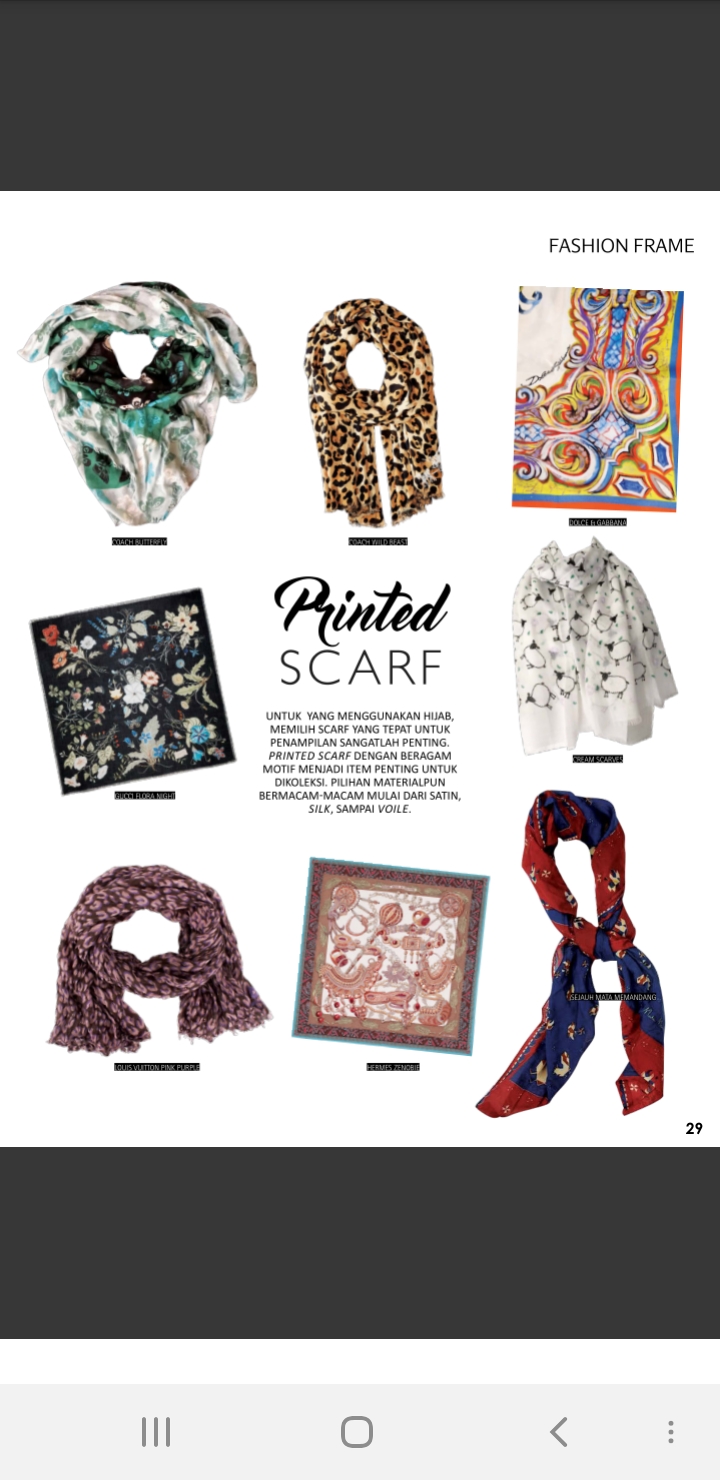 FASHION FRAME
COACH BUTTERFLY
COACH WILD BEAST
DOLCE & GABBANA
Printed
SCARF
UNTUK YANG MENGGUNAKAN HIJAB,
MEMILIH SCARF YANG TEPAT UNTUK
PENAMPILAN SANGATLAH PENTING.
PRINTED SCARF DENGAN BERAGAM
MOTIF MENJADI ITEM PENTING UNTUK
DIKOLEKSI. PILIHAN MATERIALPUN
BERMACAM-MACAM MULAI DARI SATIN,
SILK, SAMPAI VOILE.
CREAM SCARVES
GUCCI FLORA NIGHT
SEJAUH MATA MEMANDANG
LOUIS VUITTON PINK PURPLE
HERMES ZENOBIE
29